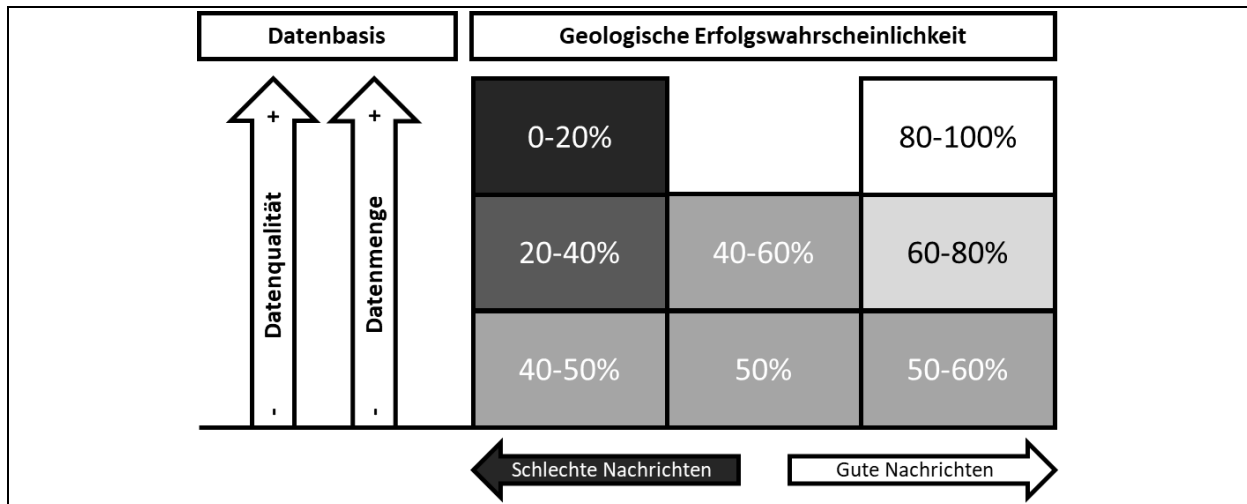 Datenbasis
Geologische Erfolgswahrscheinlichkeit
+
+
Datenqualität
Datenmenge
-
-
0-20%
80-100%
20-40%
40-60%
60-80%
40-50%
50%
50-60%
Schlechte Nachrichten
Gute Nachrichten